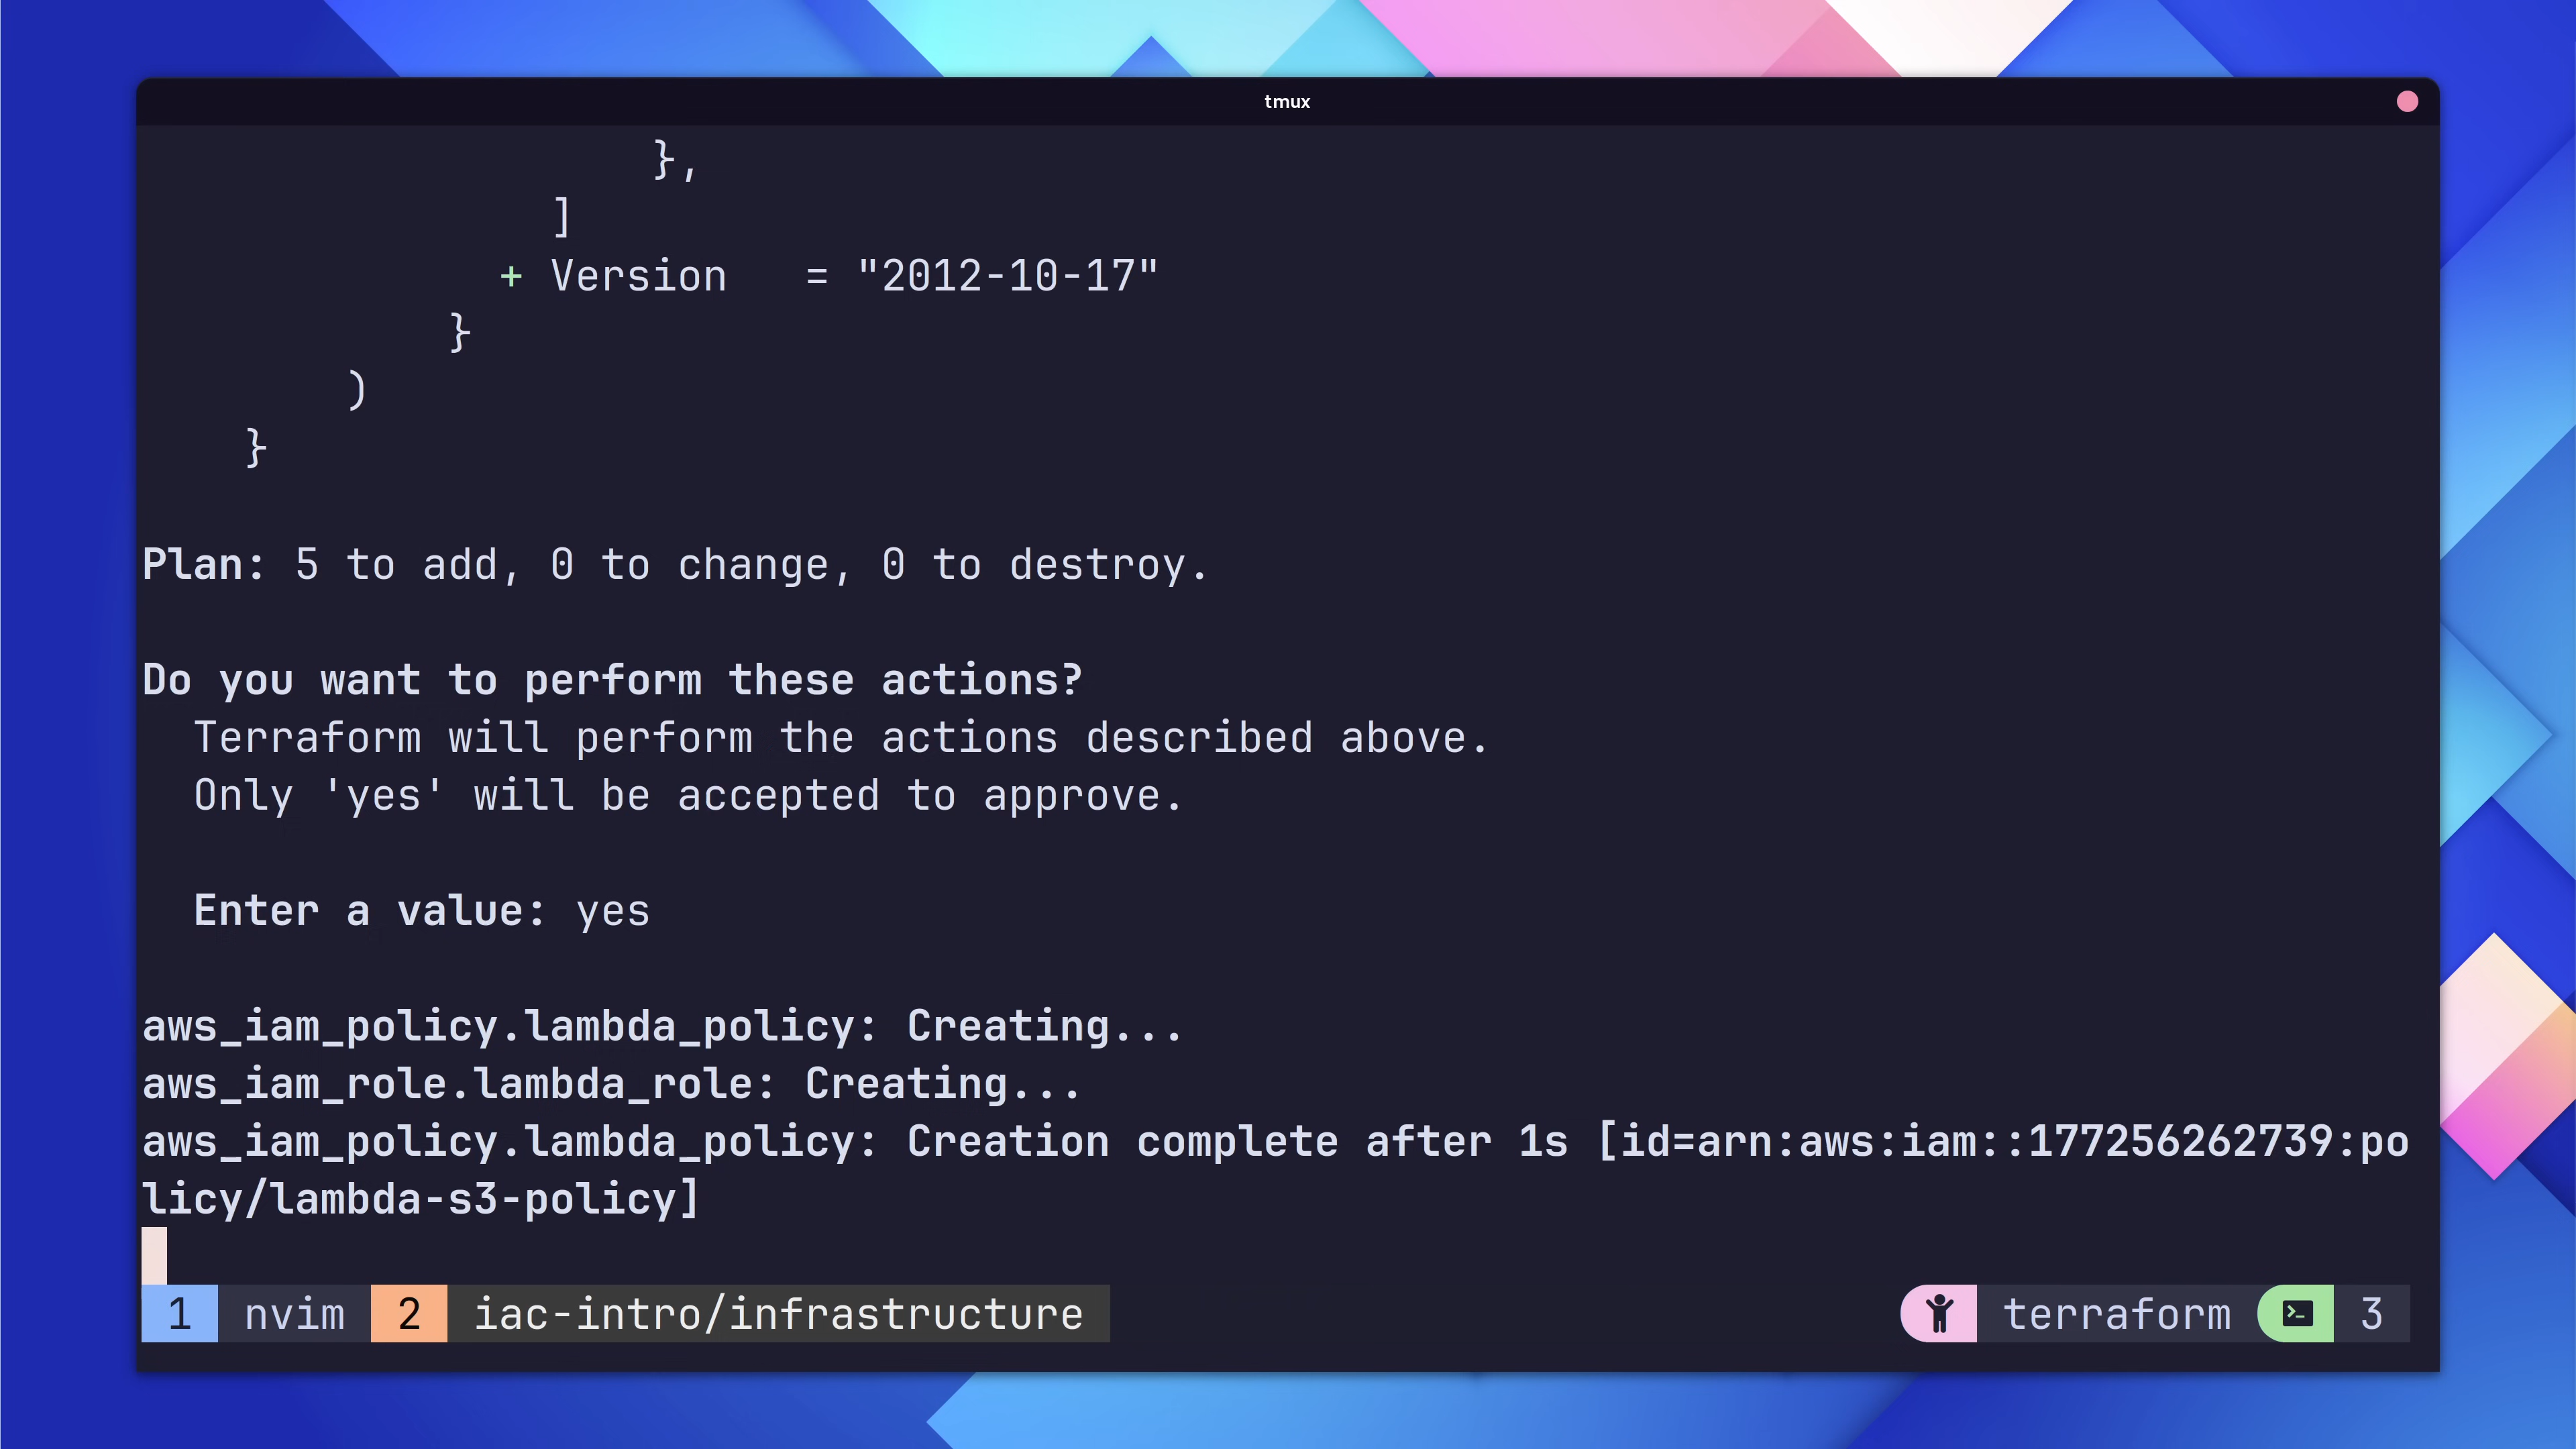 tmux
},
]
+ Version   = "2012-10-17"
}
)
}
Plan: 5 to add, 0 to change, 0 to destroy.
Do you want to perform these actions?
Terraform will perform the actions described above.
Only 'yes' will be accepted to approve.
Enter a value: yes
aws_iam_policy.lambda_policy: Creating...
aws_iam_role.lambda_role: Creating...
aws_iam_policy.lambda_policy: Creation complete after 1s [id=arn:aws:iam::177256262739:po
licy/lambda-s3-policy]
1 nvim 2 iac-intro/infrastructure terraform 3